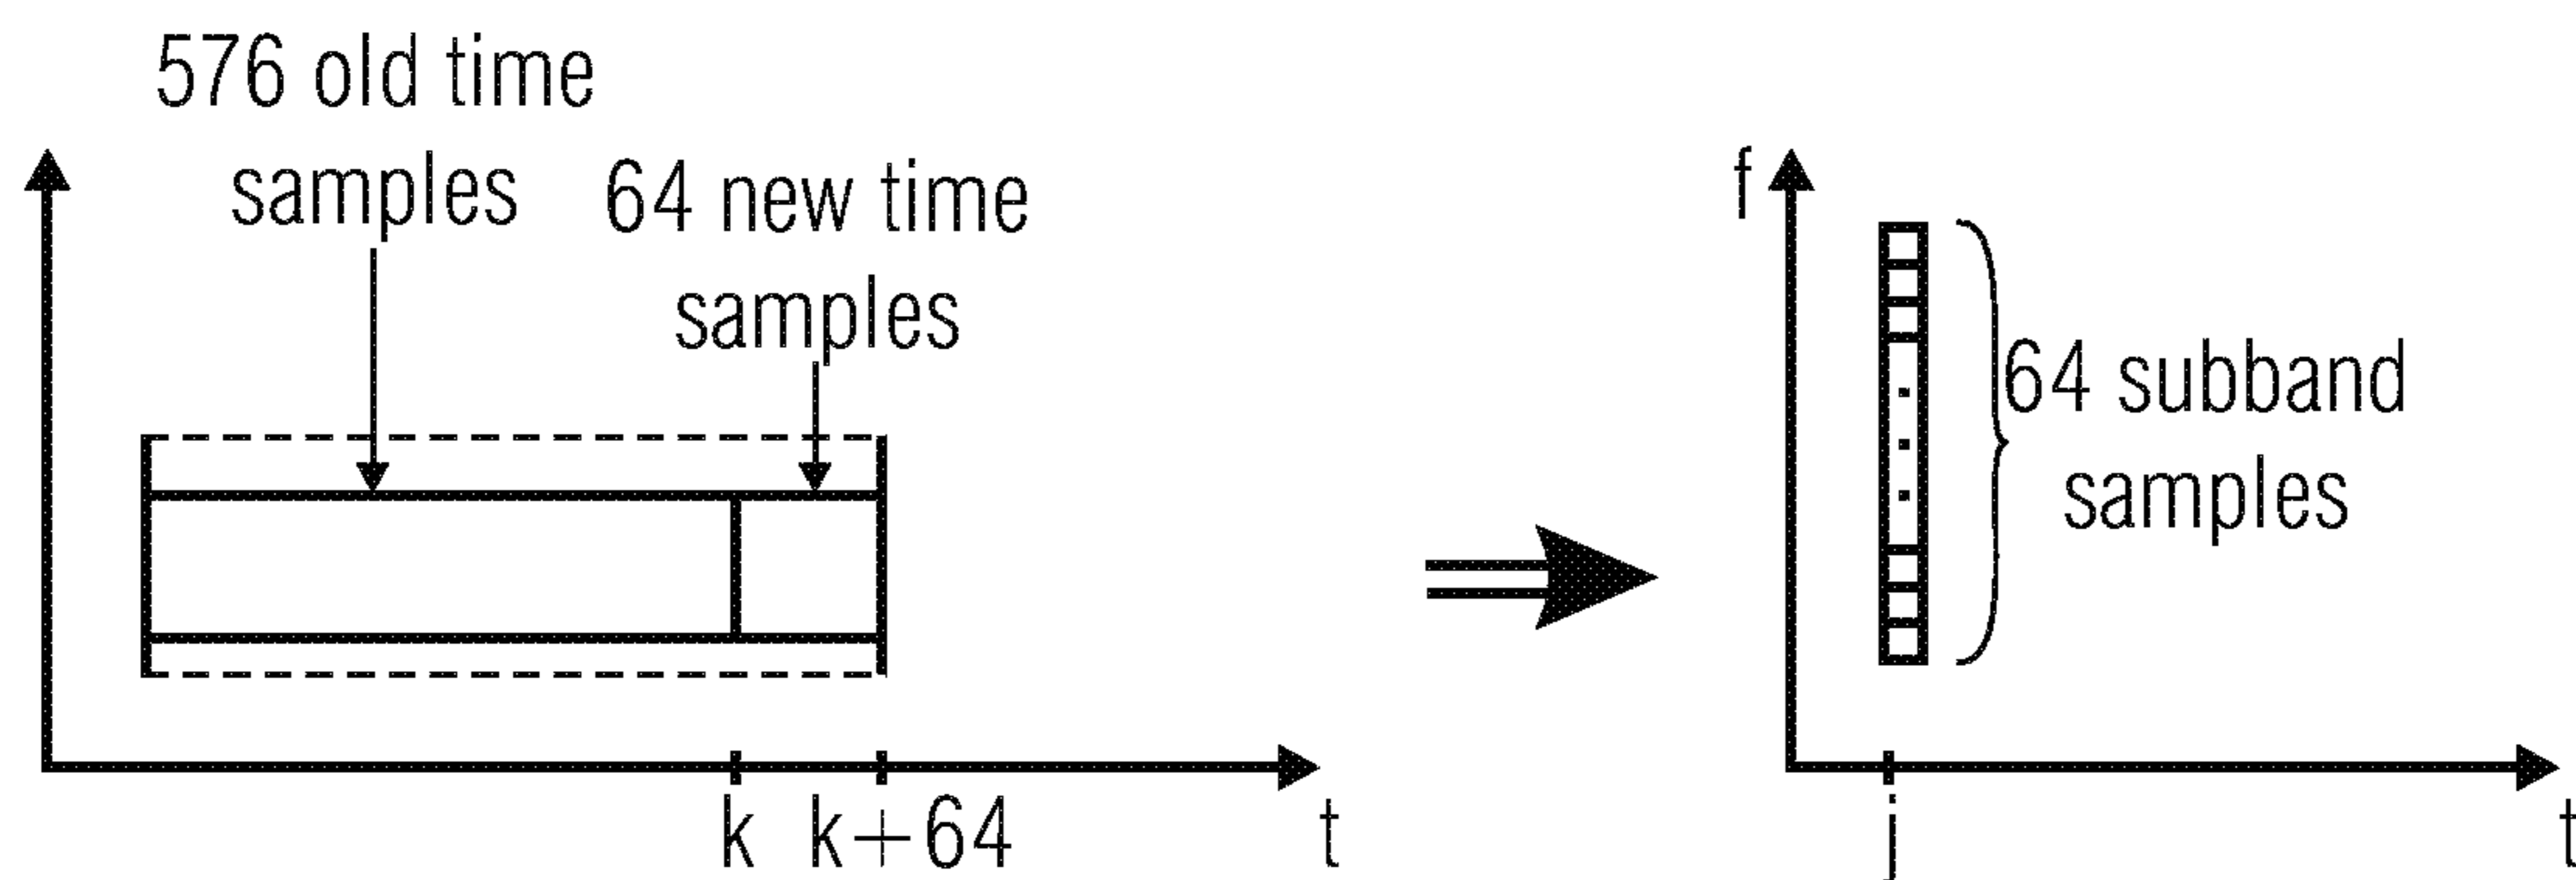 576 old time
samples
64 new time
samples
k
k+64
t
f
64 subband
samples
j
t